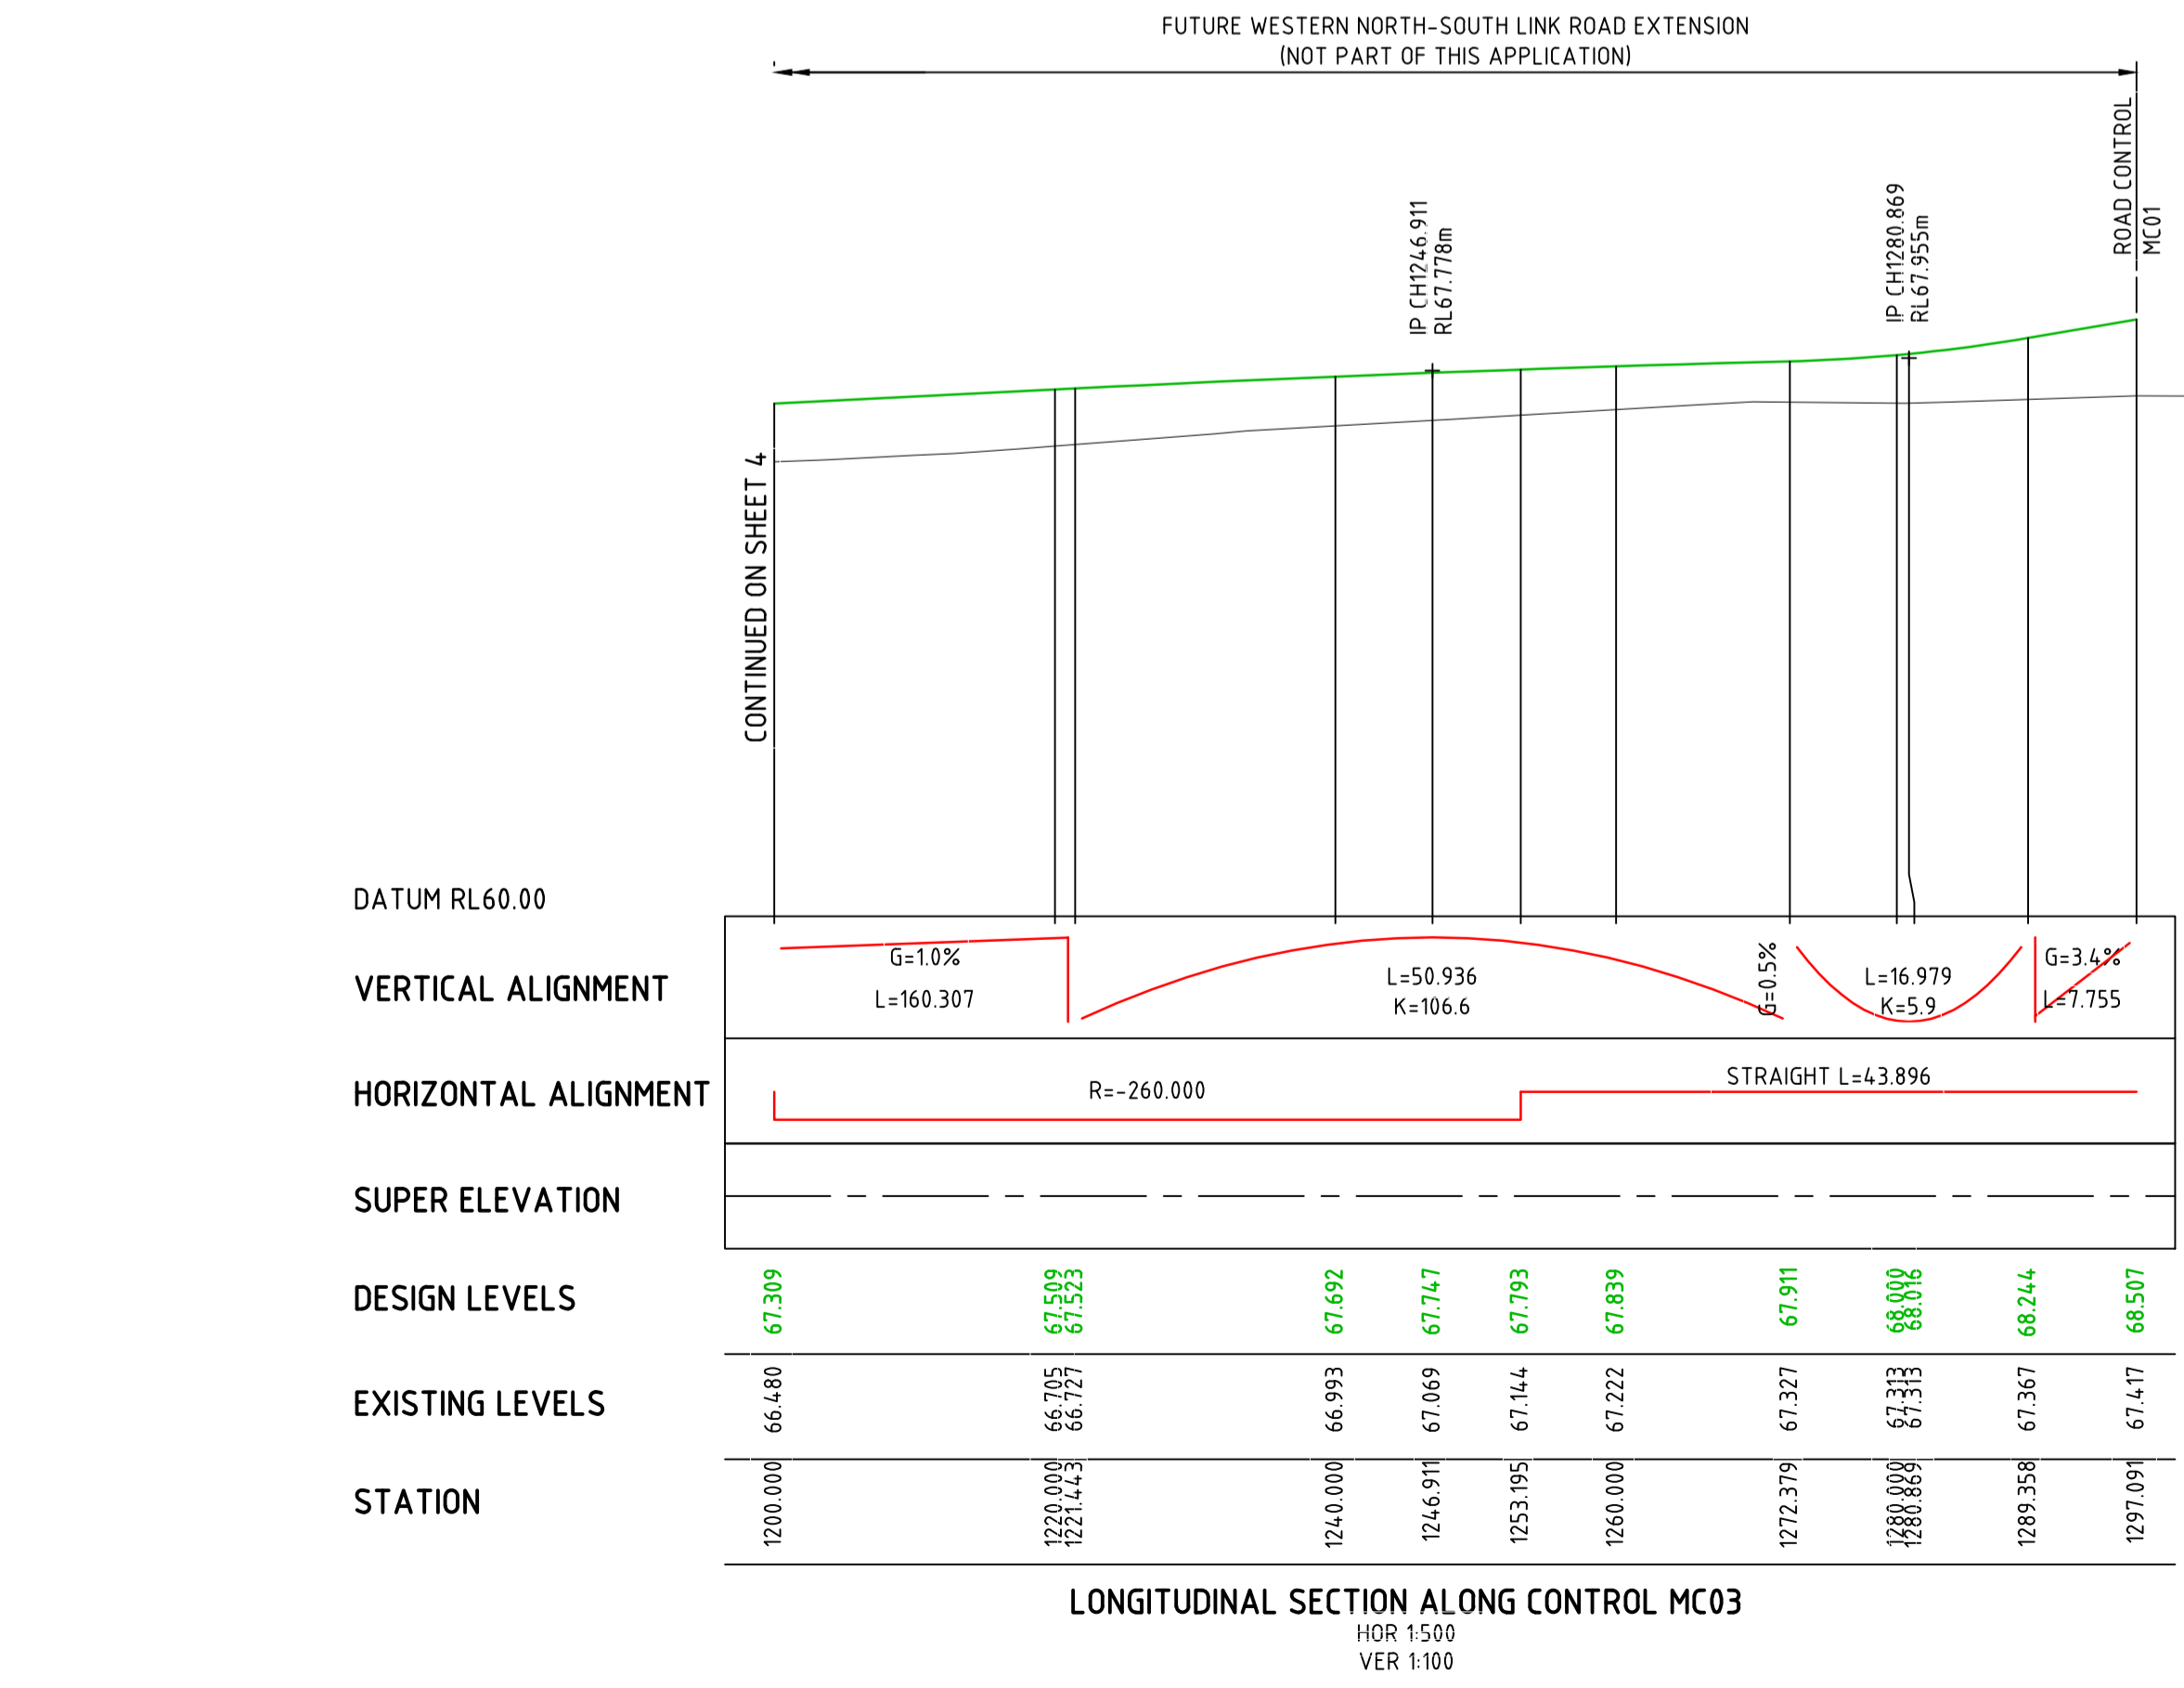 FUTURE WESTERN NORTH-SOUTH LINK ROAD EXTENSION
(NOT PART OF THIS APPLICATION)
ROAD CONTROL
MC01
IP CH1246.911
RL67.778m
IP CH1280.869
RL67.955m
CONTINUED ON SHEET 4
DATUM RL60.00
VERTICAL ALIGNMENT
G=1.0%
L=160.307
L=50.936
K=106.6
G=0.5%
L=16.979
K=5.9
G=3.4%
L=7.755
HORIZONTAL ALIGNMENT
R=-260.000
STRAIGHT L=43.896
SUPER ELEVATION
DESIGN LEVELS
67.309 67.509 67.523 67.692 67.747 67.793 67.839 67.911 68.000 68.016 68.244 68.507
EXISTING LEVELS
66.480 66.705 66.727 66.993 67.069 67.144 67.222 67.327 67.313 67.313 67.367 67.417
STATION
1200.000 1220.000 1221.443 1240.000 1246.911 1253.195 1260.000 1272.379 1280.000 1280.869 1289.358 1297.091
LONGITUDINAL SECTION ALONG CONTROL MC03
HOR 1:500
VER 1:100